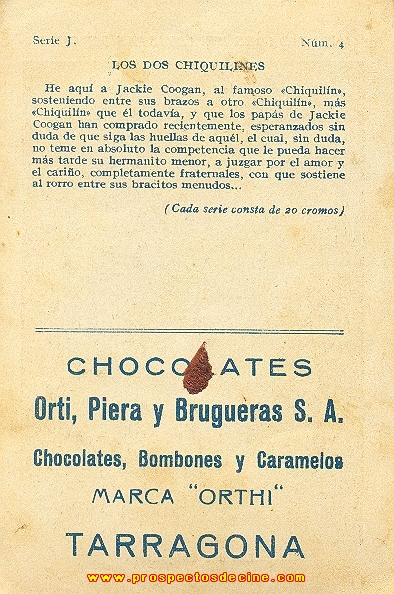 Serie J. Núm. 4
LOS DOS CHIQUILINES
He aquí a Jackie Coogan, al famoso «Chiquilín»,
sosteniendo entre sus brazos a otro «Chiquilín», más
«Chiquilín» que él todavía, y que los papás de Jackie
Coogan han comprado recientemente, esperanzados sin
duda de que siga las huellas de aquél, el cual, sin duda,
no teme en absoluto la competencia que le pueda hacer
más tarde su hermanito menor, a juzgar por el amor y
el cariño, completamente fraternales, con que sostiene
al rorro entre sus bracitos menudos...
(Cada serie consta de 20 cromos)
CHOCOLATES
Orti, Piera y Brugueras S. A.
Chocolates, Bombones y Caramelos
MARCA "ORTHI"
TARRAGONA
www.prospectosdecine.com